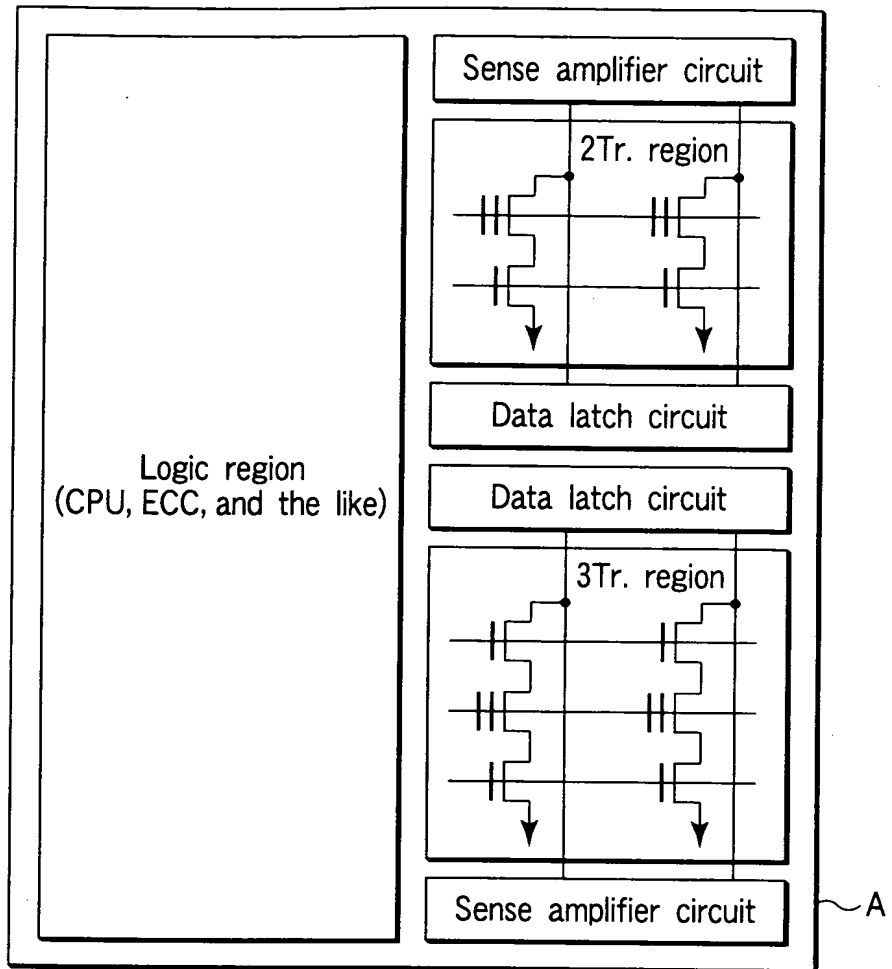 Logic region
(CPU, ECC, and the like)
Sense amplifier circuit
2Tr. region
Data latch circuit
Data latch circuit
3Tr. region
Sense amplifier circuit
A